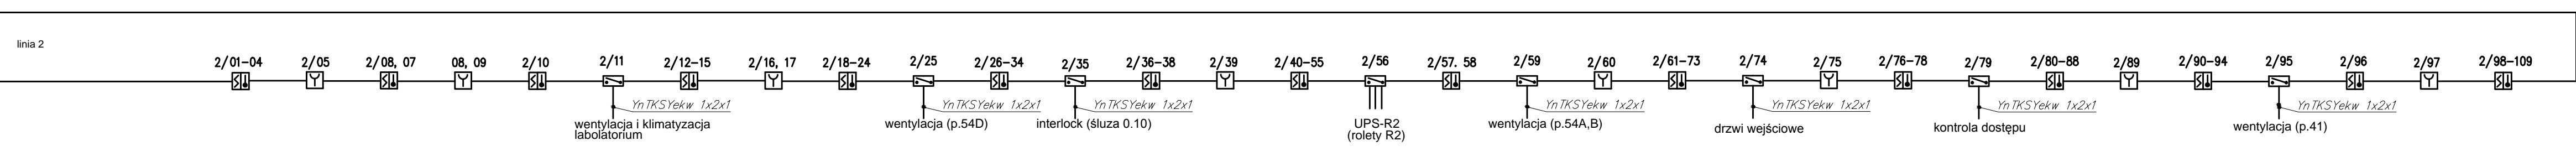 linia 2
2/01-04 2/05 2/08, 07 08, 09 2/10 2/11 2/12-15 2/16, 17 2/18-24 2/25 2/26-34 2/35 2/36-38 2/39 2/40-55 2/56 2/57. 58 2/59 2/60 2/61-73 2/74 2/75 2/76-78 2/79 2/80-88 2/89 2/90-94 2/95 2/96 2/97 2/98-109
YnTKSYekw 1x2x1 YnTKSYekw 1x2x1 YnTKSYekw 1x2x1 YnTKSYekw 1x2x1 YnTKSYekw 1x2x1 YnTKSYekw 1x2x1 YnTKSYekw 1x2x1
wentylacja i klimatyzacja
labolatorium
wentylacja (p.54D)
interlock (śluza 0.10)
UPS-R2
(rolety R2)
wentylacja (p.54A,B)
drzwi wejściowe
kontrola dostępu
wentylacja (p.41)